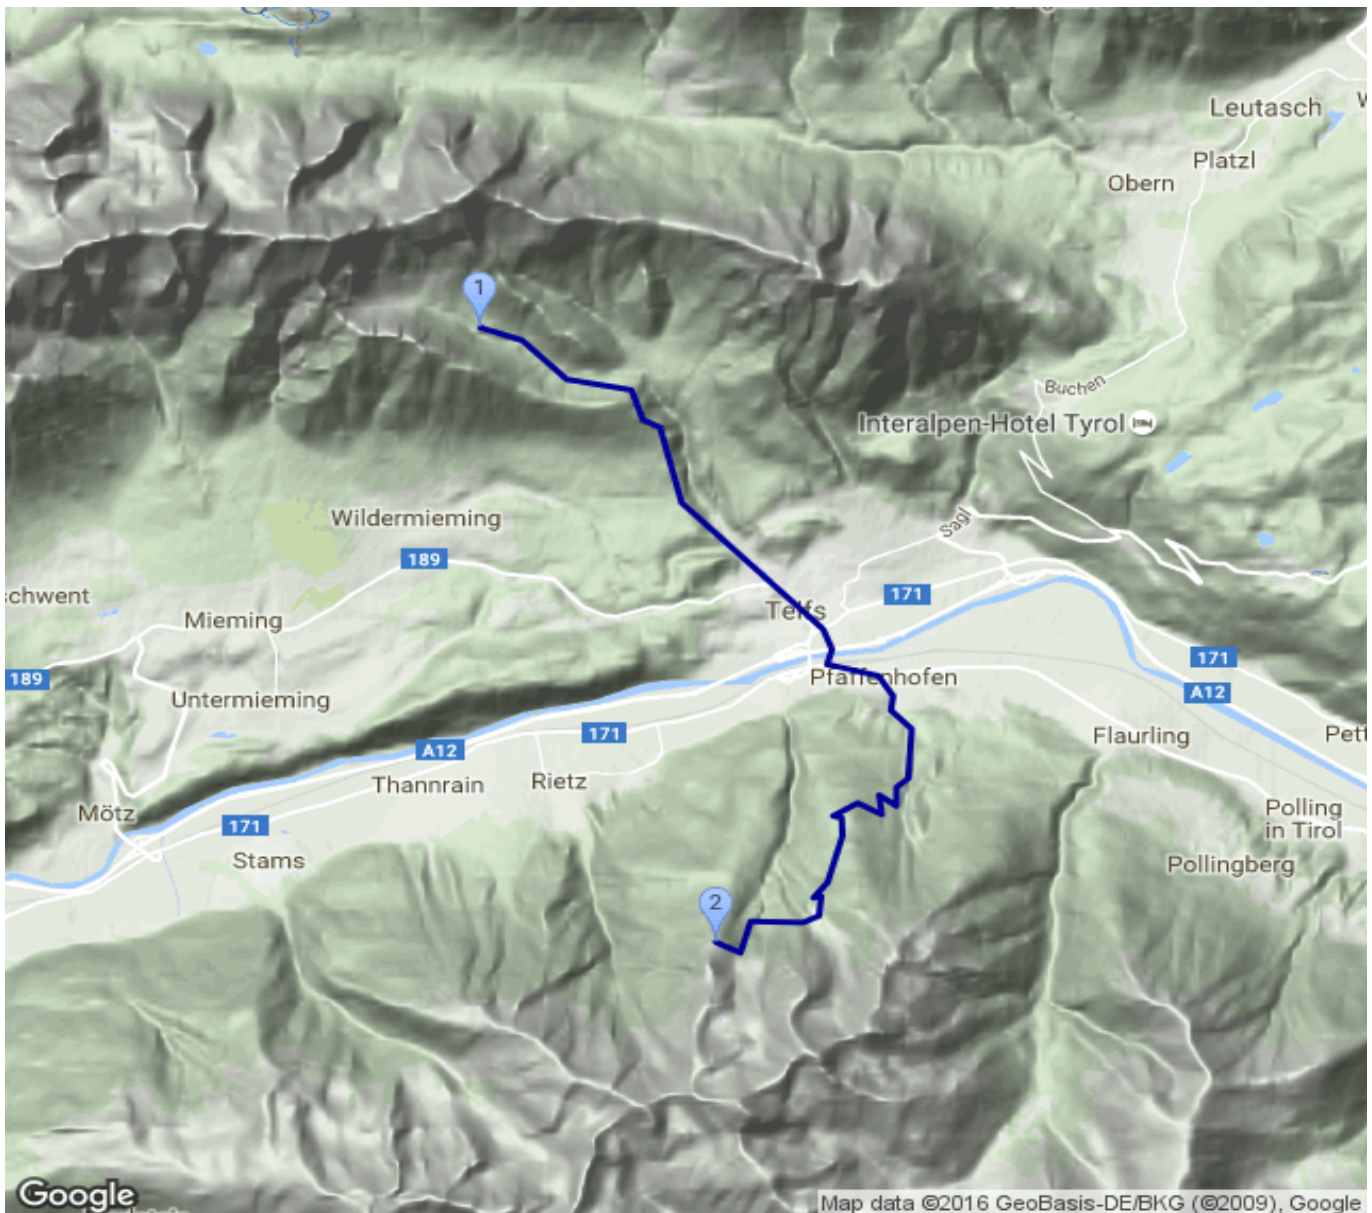 Leutasch
Platzl
Obern
1
Buchen
Interalpen-Hotel Tyrol
Wildermieming
Sagl
189
schwent
171
Telfs
Mieming
171
189
Pfaffenhofen
A12
Untermieming
171
Flaurling
Pett
A12
Thannrain
Rietz
Mötz
Polling
in Tirol
171
Stams
Pollingberg
2
Google
Map data ©2016 GeoBasis-DE/BKG (©2009), Google